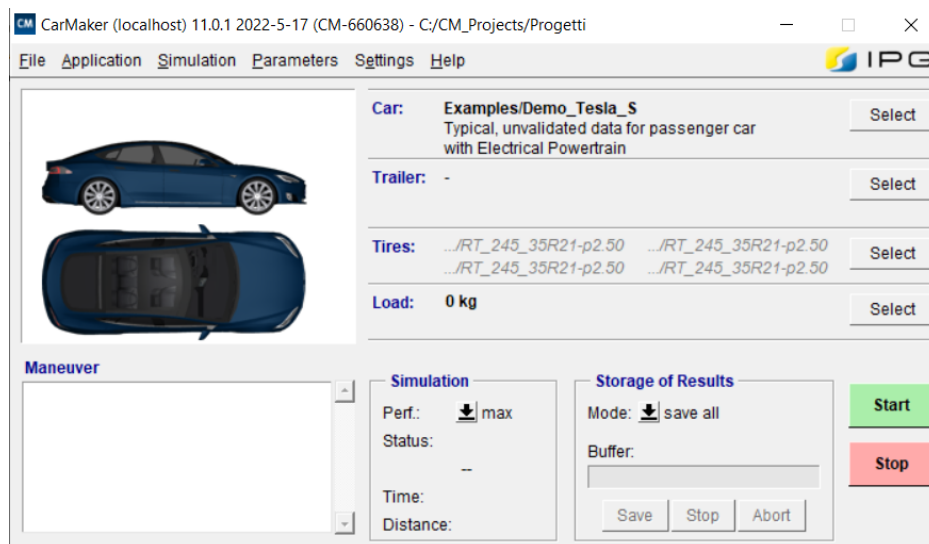 CM CarMaker (localhost) 11.0.1 2022-5-17 (CM-660638) - C:/CM_Projects/Progetti
File Application Simulation Parameters Settings Help
IPG
Car: Examples/Demo_Tesla_S Select
Typical, unvalidated data for passenger car
with Electrical Powertrain
Trailer: - Select
Tires: .../RT_245_35R21-p2.50 .../RT_245_35R21-p2.50 Select
.../RT_245_35R21-p2.50 .../RT_245_35R21-p2.50
Load: 0 kg Select
Maneuver
Simulation
Perf.: max
Status:
--
Time:
Distance:
Storage of Results
Mode: save all
Buffer:
Save Stop Abort
Start
Stop